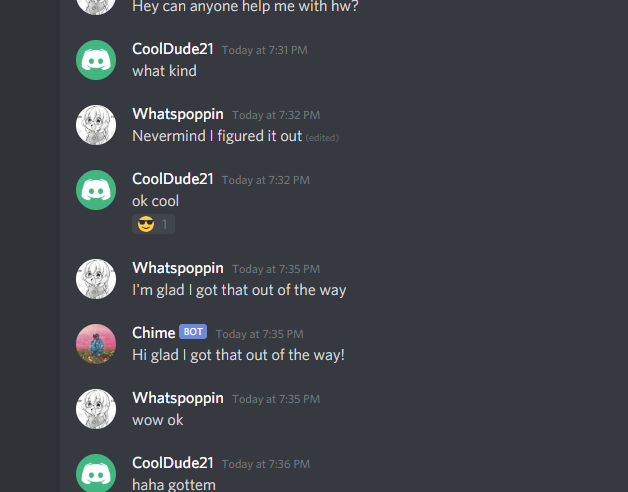 Hey can anyone help me with hw?
CoolDude21 Today at 7:31 PM
what kind
Whatspoppin Today at 7:32 PM
Nevermind I figured it out (edited)
CoolDude21 Today at 7:32 PM
ok cool
😎 1
Whatspoppin Today at 7:35 PM
I'm glad I got that out of the way
Chime BOT Today at 7:35 PM
Hi glad I got that out of the way!
Whatspoppin Today at 7:35 PM
wow ok
CoolDude21 Today at 7:36 PM
haha gottem